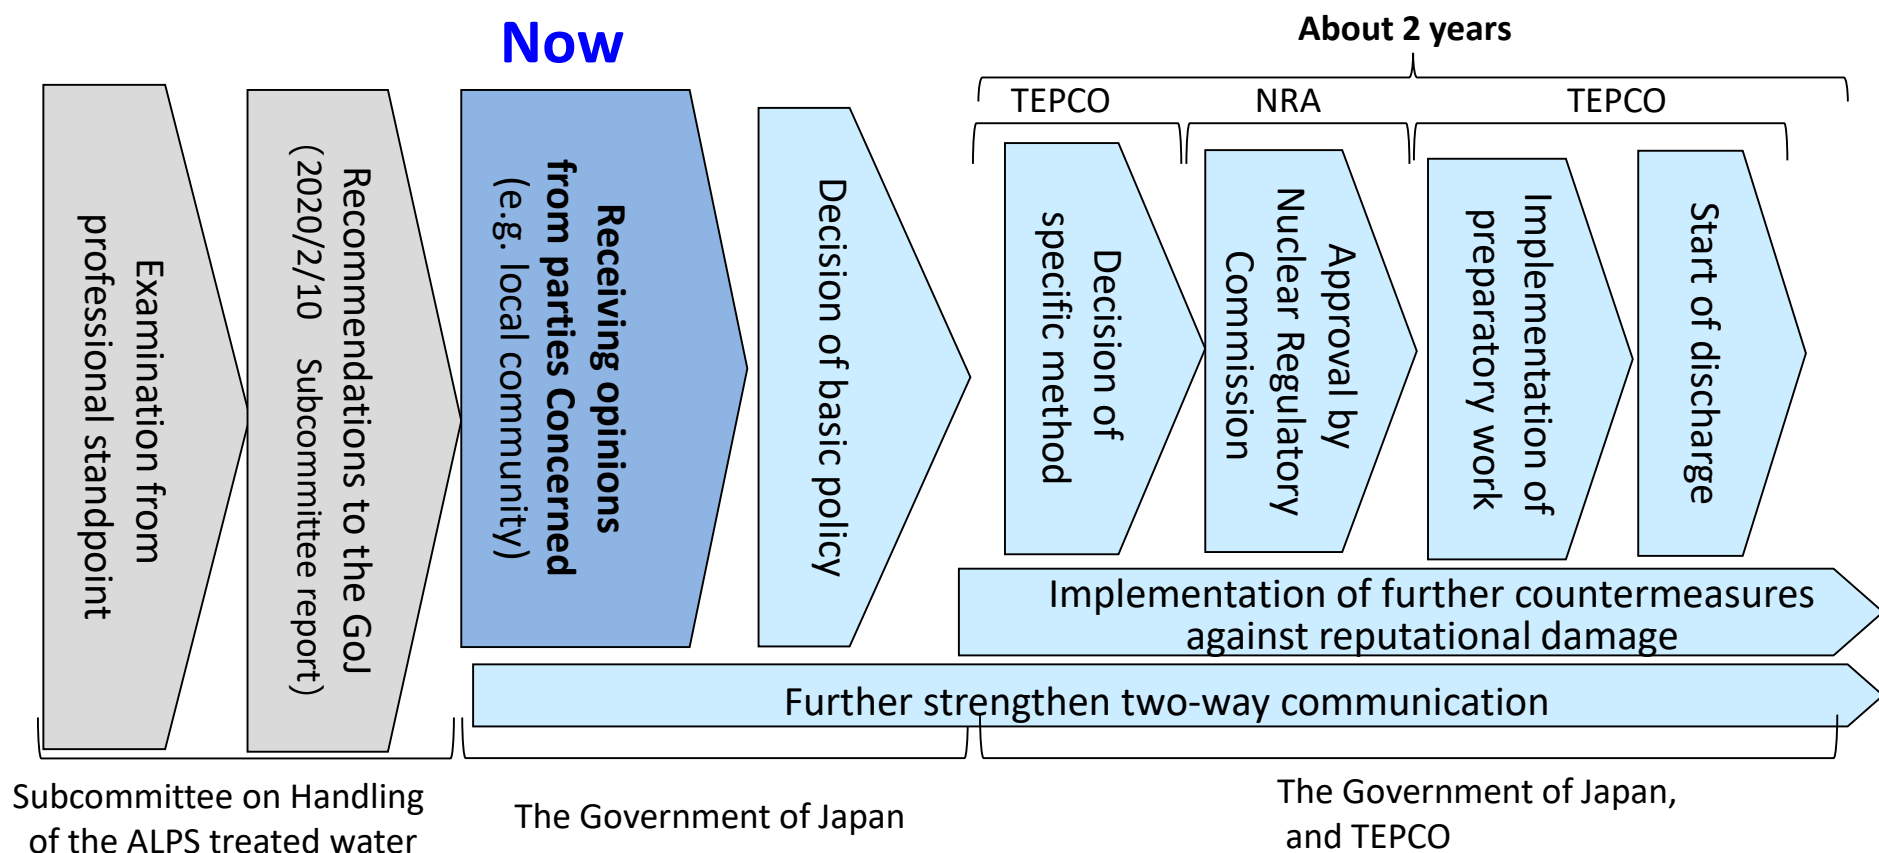 Now
About 2 years
TEPCO
NRA
TEPCO
Examination from
professional standpoint
Recommendations to the GoJ
(2020/2/10 Subcommittee report)
Receiving opinions
from parties Concerned
(e.g. local community)
Decision of basic policy
Decision of
specific method
Approval by
Nuclear Regulatory
Commission
Implementation of
preparatory work
Start of discharge
Implementation of further countermeasures
against reputational damage
Further strengthen two-way communication
Subcommittee on Handling
of the ALPS treated water
The Government of Japan
The Government of Japan,
and TEPCO